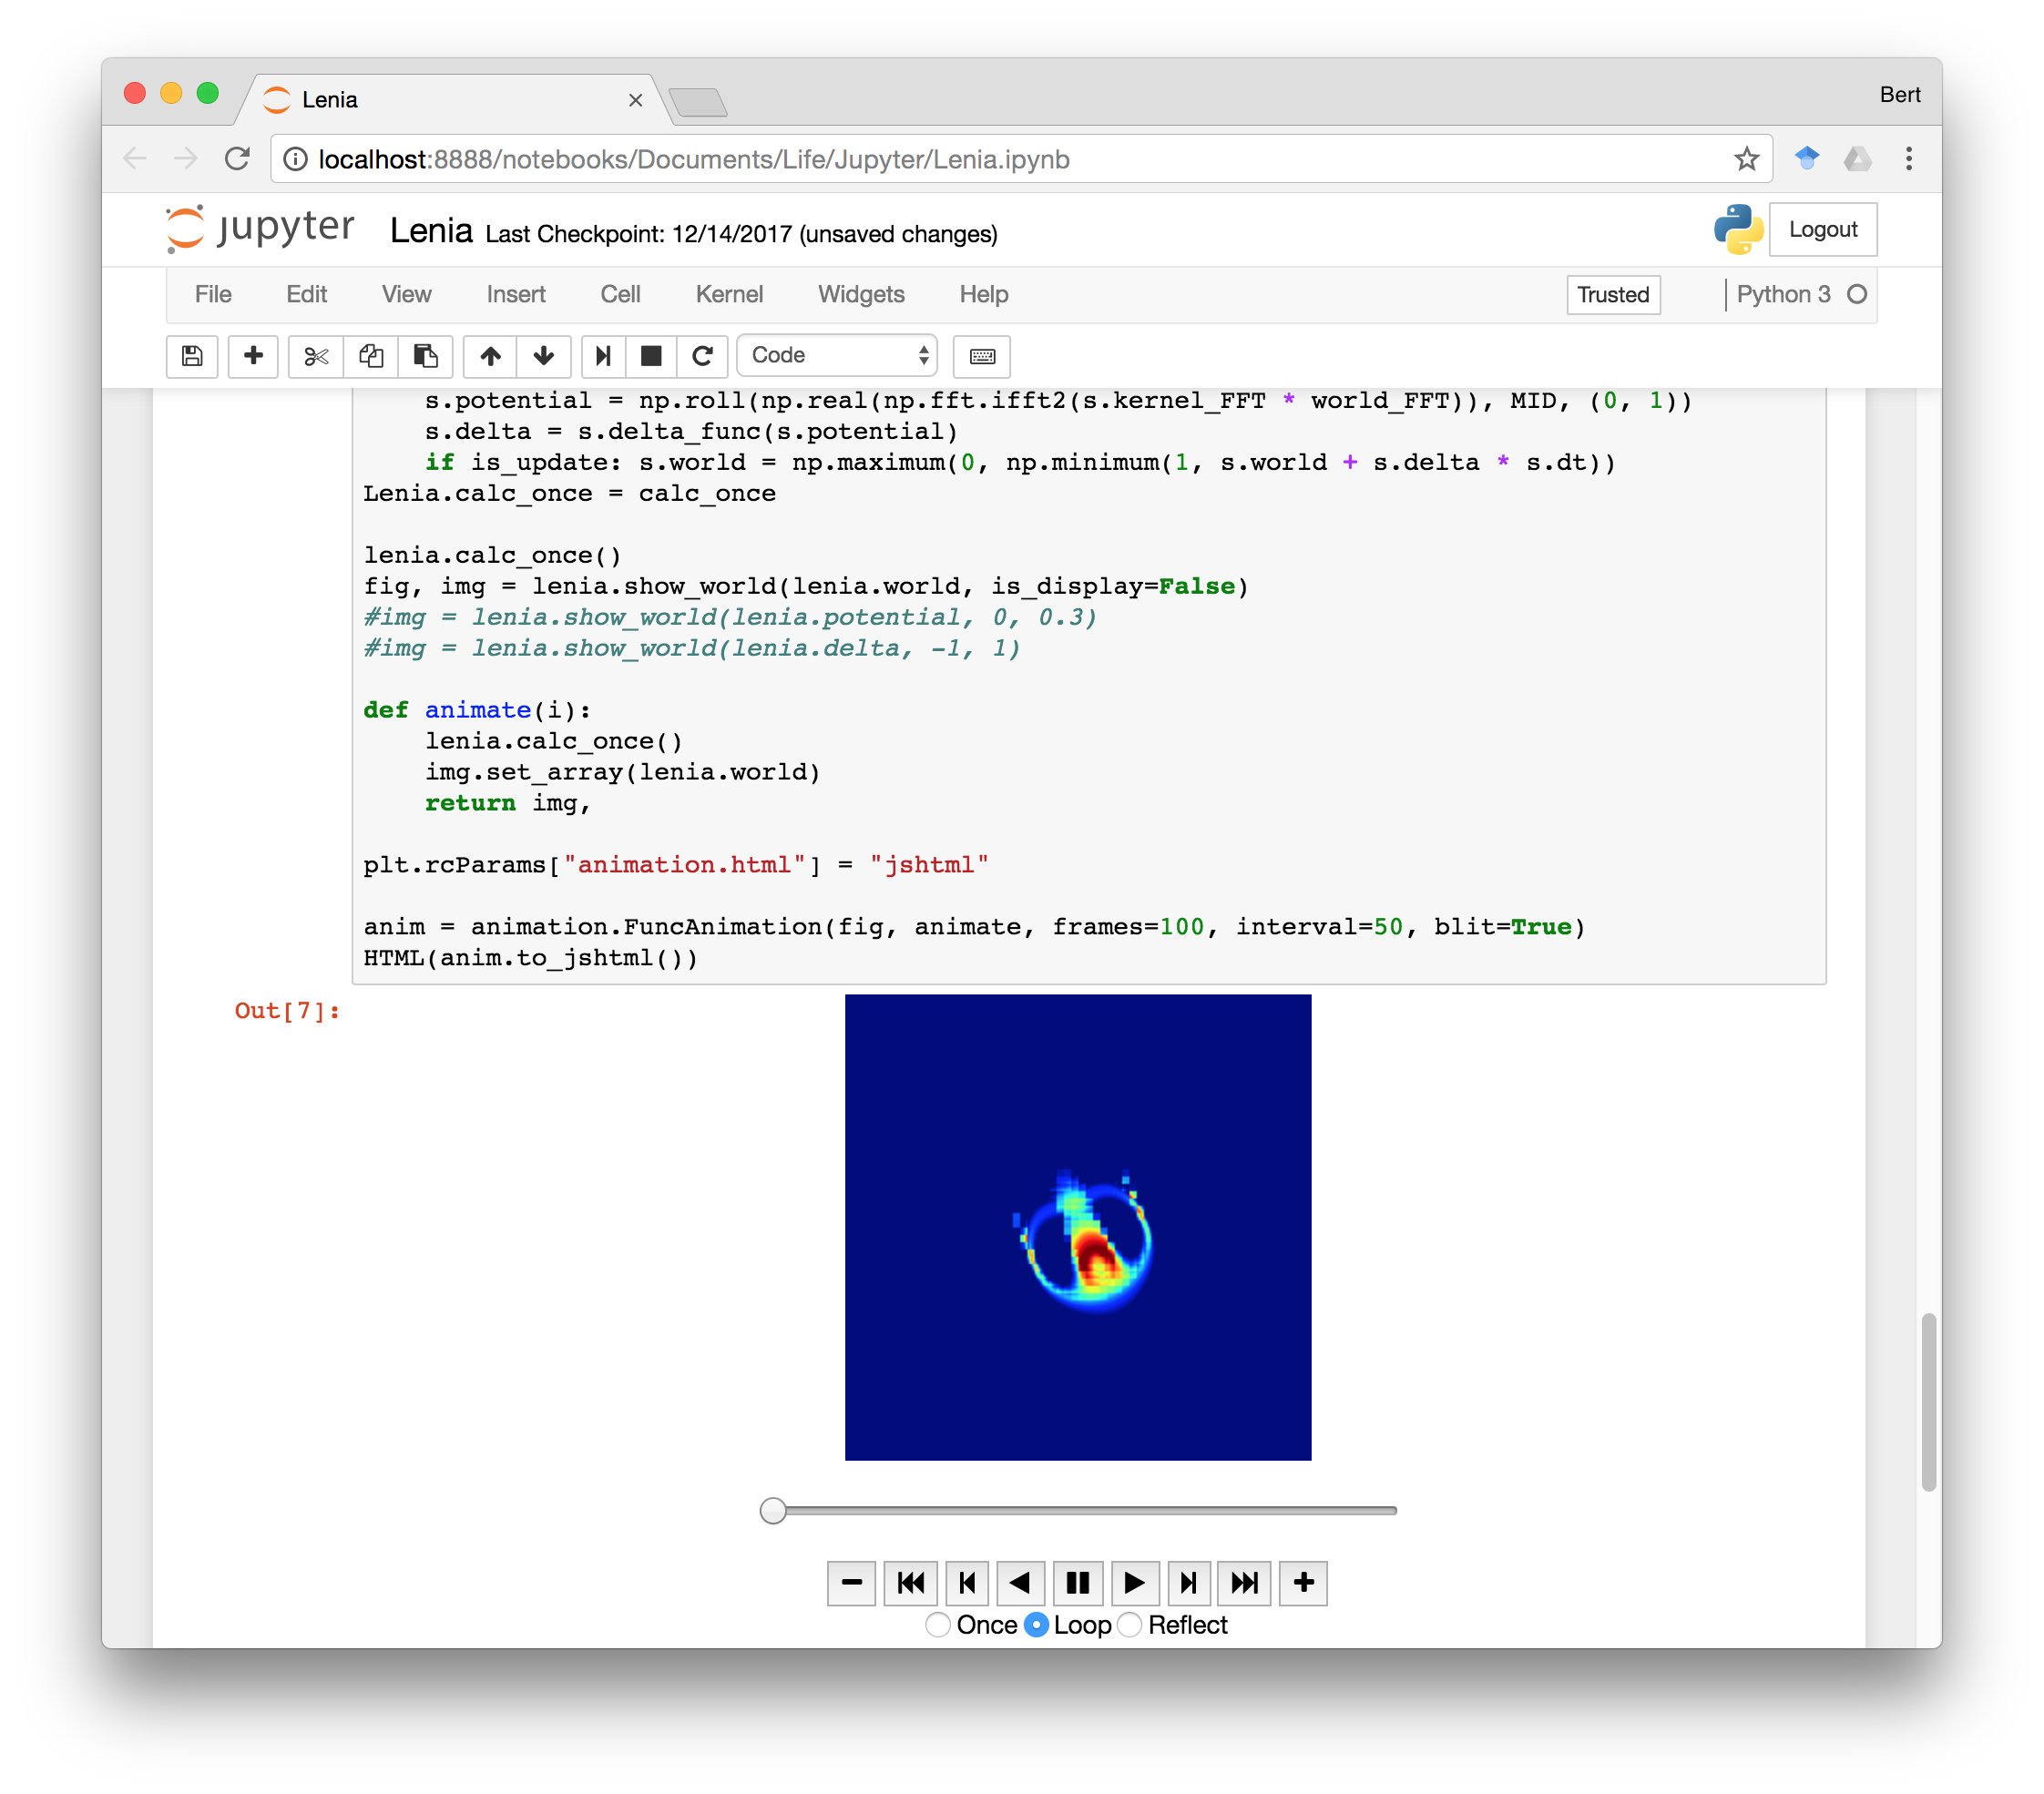 Lenia
Bert
localhost:8888/notebooks/Documents/Life/Jupyter/Lenia.ipynb
jupyter Lenia Last Checkpoint: 12/14/2017 (unsaved changes)
Logout
File Edit View Insert Cell Kernel Widgets Help
Trusted
Python 3
Code
s.potential = np.roll(np.real(np.fft.ifft2(s.kernel_FFT * world_FFT)), MID, (0, 1))
s.delta = s.delta_func(s.potential)
if is_update: s.world = np.maximum(0, np.minimum(1, s.world + s.delta * s.dt))
Lenia.calc_once = calc_once
lenia.calc_once()
fig, img = lenia.show_world(lenia.world, is_display=False)
#img = lenia.show_world(lenia.potential, 0, 0.3)
#img = lenia.show_world(lenia.delta, -1, 1)
def animate(i):
lenia.calc_once()
img.set_array(lenia.world)
return img,
plt.rcParams["animation.html"] = "jshtml"
anim = animation.FuncAnimation(fig, animate, frames=100, interval=50, blit=True)
HTML(anim.to_jshtml())
Out[7]:
Once Loop Reflect